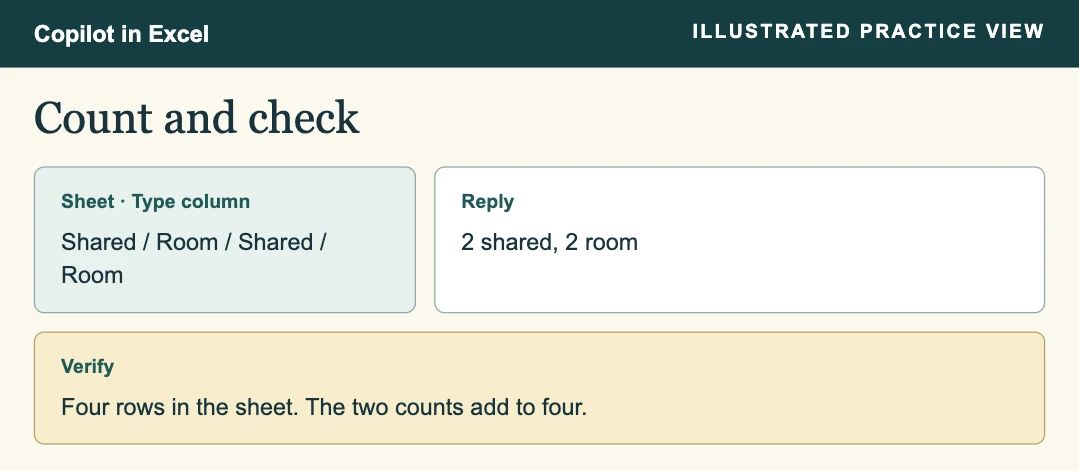 Copilot in Excel
ILLUSTRATED PRACTICE VIEW
Count and check
Sheet · Type column
Shared / Room / Shared /
Room
Reply
2 shared, 2 room
Verify
Four rows in the sheet. The two counts add to four.